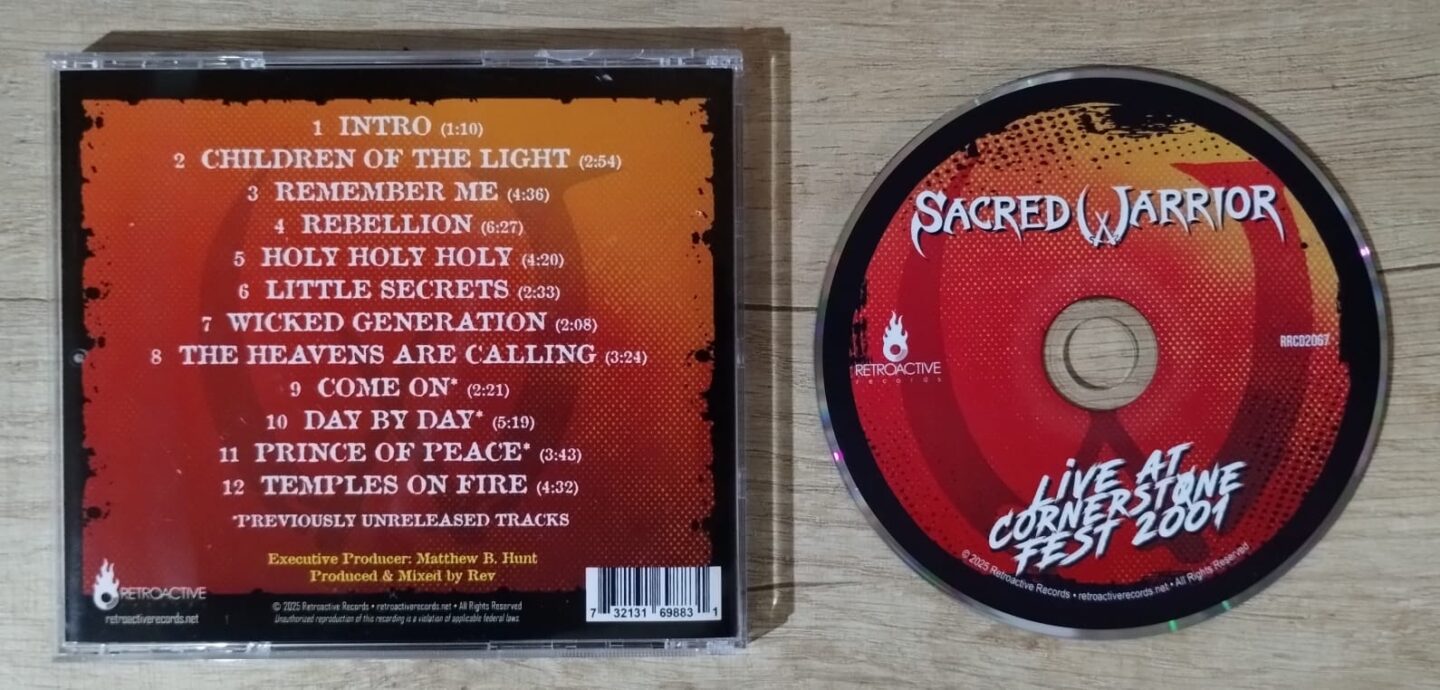 1 INTRO (1:10)
2 CHILDREN OF THE LIGHT (2:54)
3 REMEMBER ME (4:36)
4 REBELLION (6:27)
5 HOLY HOLY HOLY (4:20)
6 LITTLE SECRETS (2:33)
7 WICKED GENERATION (2:08)
8 THE HEAVENS ARE CALLING (3:24)
9 COME ON* (2:21)
10 DAY BY DAY* (5:19)
11 PRINCE OF PEACE* (3:43)
12 TEMPLES ON FIRE (4:32)
*PREVIOUSLY UNRELEASED TRACKS
Executive Producer: Matthew B. Hunt
Produced & Mixed by Rev
RETROACTIVE
retroactiverecords.net
© 2025 Retroactive Records • retroactiverecords.net • All Rights Reserved
Unauthorized reproduction of this recording is a violation of applicable federal laws.
7 32131 69883 1
SACRED WARRIOR
RETROACTIVE
records
RRCD2067
LiVE AT
CORNERSTØNE
FEST 2001
© 2025 Retroactive Records • retroactiverecords.net • All Rights Reserved